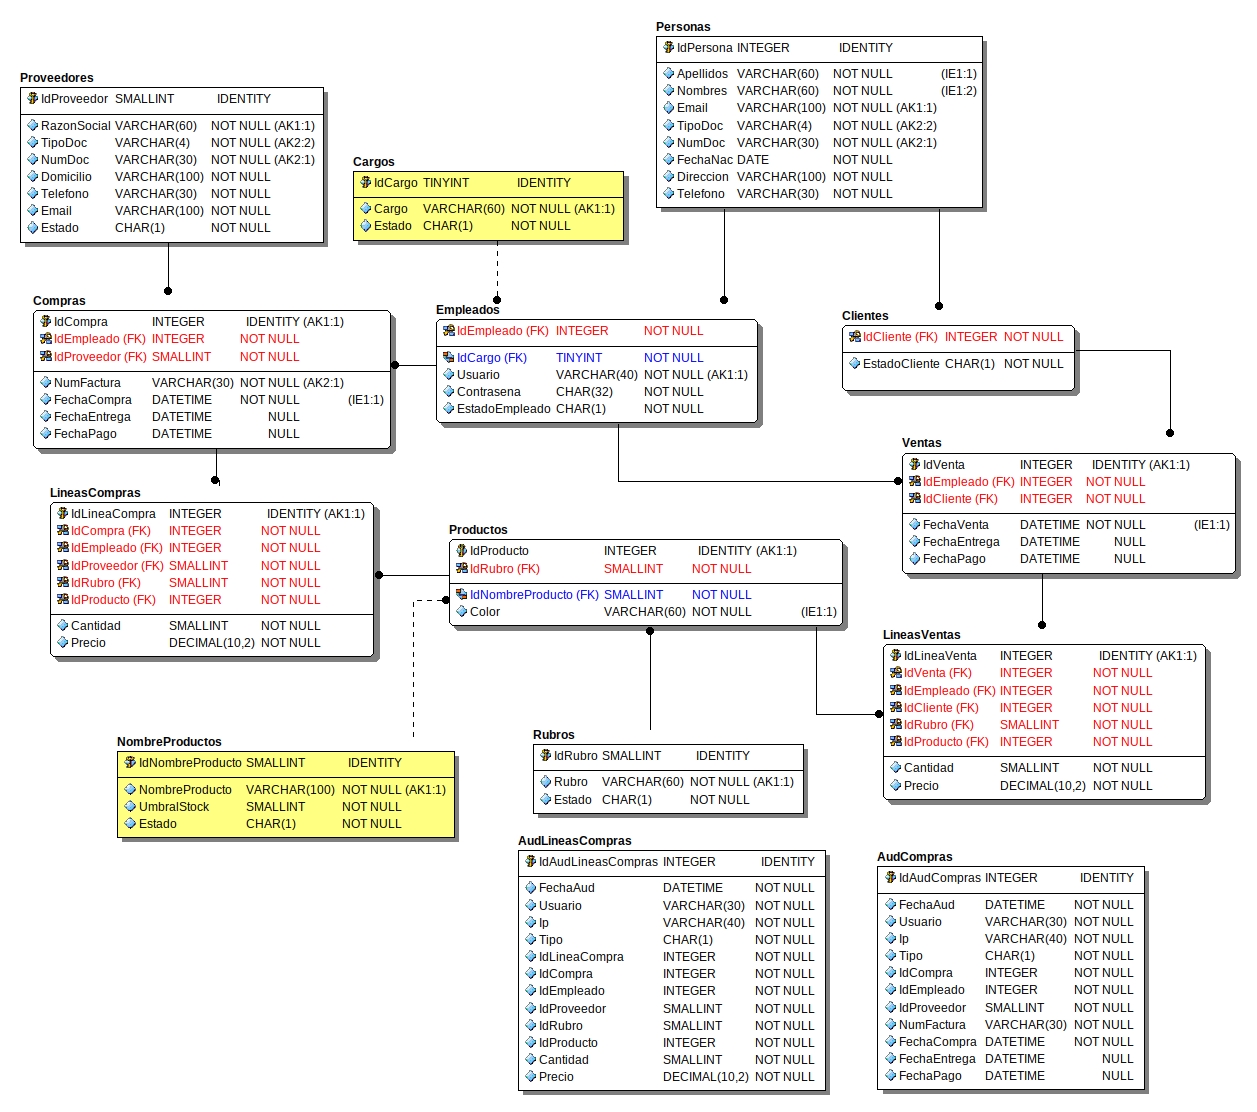 Personas
IdPersona INTEGER IDENTITY
Apellidos VARCHAR(60) NOT NULL (IE1:1)
Nombres VARCHAR(60) NOT NULL (IE1:2)
Email VARCHAR(100) NOT NULL (AK1:1)
TipoDoc VARCHAR(4) NOT NULL (AK2:2)
NumDoc VARCHAR(30) NOT NULL (AK2:1)
FechaNac DATE NOT NULL
Direccion VARCHAR(100) NOT NULL
Telefono VARCHAR(30) NOT NULL
Proveedores
IdProveedor SMALLINT IDENTITY
RazonSocial VARCHAR(60) NOT NULL (AK1:1)
TipoDoc VARCHAR(4) NOT NULL (AK2:2)
NumDoc VARCHAR(30) NOT NULL (AK2:1)
Domicilio VARCHAR(100) NOT NULL
Telefono VARCHAR(30) NOT NULL
Email VARCHAR(100) NOT NULL
Estado CHAR(1) NOT NULL
Cargos
IdCargo TINYINT IDENTITY
Cargo VARCHAR(60) NOT NULL (AK1:1)
Estado CHAR(1) NOT NULL
Compras
IdCompra INTEGER IDENTITY (AK1:1)
IdEmpleado (FK) INTEGER NOT NULL
IdProveedor (FK) SMALLINT NOT NULL
NumFactura VARCHAR(30) NOT NULL (AK2:1)
FechaCompra DATETIME NOT NULL (IE1:1)
FechaEntrega DATETIME NULL
FechaPago DATETIME NULL
Empleados
IdEmpleado (FK) INTEGER NOT NULL
IdCargo (FK) TINYINT NOT NULL
Usuario VARCHAR(40) NOT NULL (AK1:1)
Contrasena CHAR(32) NOT NULL
EstadoEmpleado CHAR(1) NOT NULL
Clientes
IdCliente (FK) INTEGER NOT NULL
EstadoCliente CHAR(1) NOT NULL
Ventas
IdVenta INTEGER IDENTITY (AK1:1)
IdEmpleado (FK) INTEGER NOT NULL
IdCliente (FK) INTEGER NOT NULL
FechaVenta DATETIME NOT NULL (IE1:1)
FechaEntrega DATETIME NULL
FechaPago DATETIME NULL
LineasCompras
IdLineaCompra INTEGER IDENTITY (AK1:1)
IdCompra (FK) INTEGER NOT NULL
IdEmpleado (FK) INTEGER NOT NULL
IdProveedor (FK) SMALLINT NOT NULL
IdRubro (FK) SMALLINT NOT NULL
IdProducto (FK) INTEGER NOT NULL
Cantidad SMALLINT NOT NULL
Precio DECIMAL(10,2) NOT NULL
Productos
IdProducto INTEGER IDENTITY (AK1:1)
IdRubro (FK) SMALLINT NOT NULL
IdNombreProducto (FK) SMALLINT NOT NULL
Color VARCHAR(60) NOT NULL (IE1:1)
LineasVentas
IdLineaVenta INTEGER IDENTITY (AK1:1)
IdVenta (FK) INTEGER NOT NULL
IdEmpleado (FK) INTEGER NOT NULL
IdCliente (FK) INTEGER NOT NULL
IdRubro (FK) SMALLINT NOT NULL
IdProducto (FK) INTEGER NOT NULL
Cantidad SMALLINT NOT NULL
Precio DECIMAL(10,2) NOT NULL
NombreProductos
IdNombreProducto SMALLINT IDENTITY
NombreProducto VARCHAR(100) NOT NULL (AK1:1)
UmbralStock SMALLINT NOT NULL
Estado CHAR(1) NOT NULL
Rubros
IdRubro SMALLINT IDENTITY
Rubro VARCHAR(60) NOT NULL (AK1:1)
Estado CHAR(1) NOT NULL
AudLineasCompras
IdAudLineasCompras INTEGER IDENTITY
FechaAud DATETIME NOT NULL
Usuario VARCHAR(30) NOT NULL
Ip VARCHAR(40) NOT NULL
Tipo CHAR(1) NOT NULL
IdLineaCompra INTEGER NOT NULL
IdCompra INTEGER NOT NULL
IdEmpleado INTEGER NOT NULL
IdProveedor SMALLINT NOT NULL
IdRubro SMALLINT NOT NULL
IdProducto INTEGER NOT NULL
Cantidad SMALLINT NOT NULL
Precio DECIMAL(10,2) NOT NULL
AudCompras
IdAudCompras INTEGER IDENTITY
FechaAud DATETIME NOT NULL
Usuario VARCHAR(30) NOT NULL
Ip VARCHAR(40) NOT NULL
Tipo CHAR(1) NOT NULL
IdCompra INTEGER NOT NULL
IdEmpleado INTEGER NOT NULL
IdProveedor SMALLINT NOT NULL
NumFactura VARCHAR(30) NOT NULL
FechaCompra DATETIME NOT NULL
FechaEntrega DATETIME NULL
FechaPago DATETIME NULL